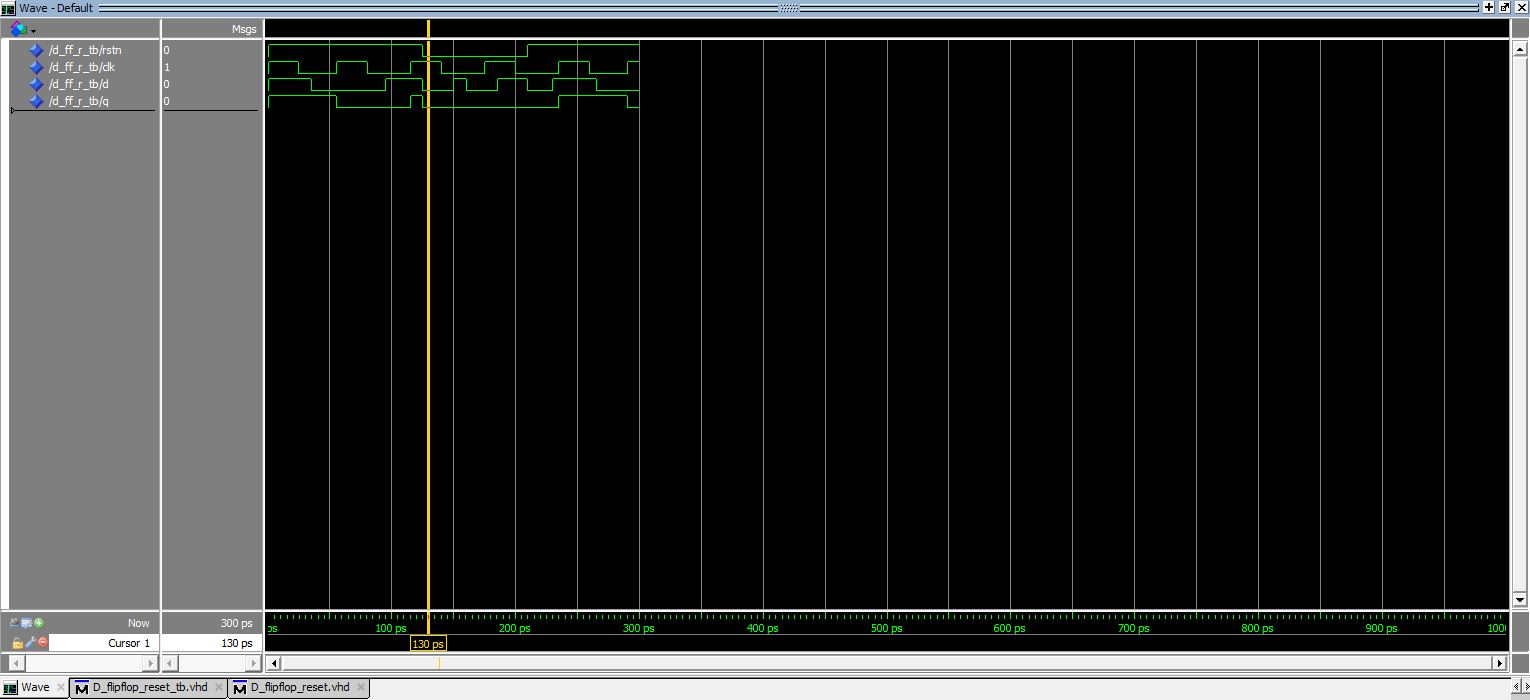 Wave - Default
Msgs
/d_ff_r_tb/rstn 0
/d_ff_r_tb/clk 1
/d_ff_r_tb/d 0
/d_ff_r_tb/q 0
Now 300 ps
ps 100 ps 200 ps 300 ps 400 ps 500 ps 600 ps 700 ps 800 ps 900 ps 100
Cursor 1 130 ps
130 ps
Wave D_flipflop_reset_tb.vhd D_flipflop_reset.vhd